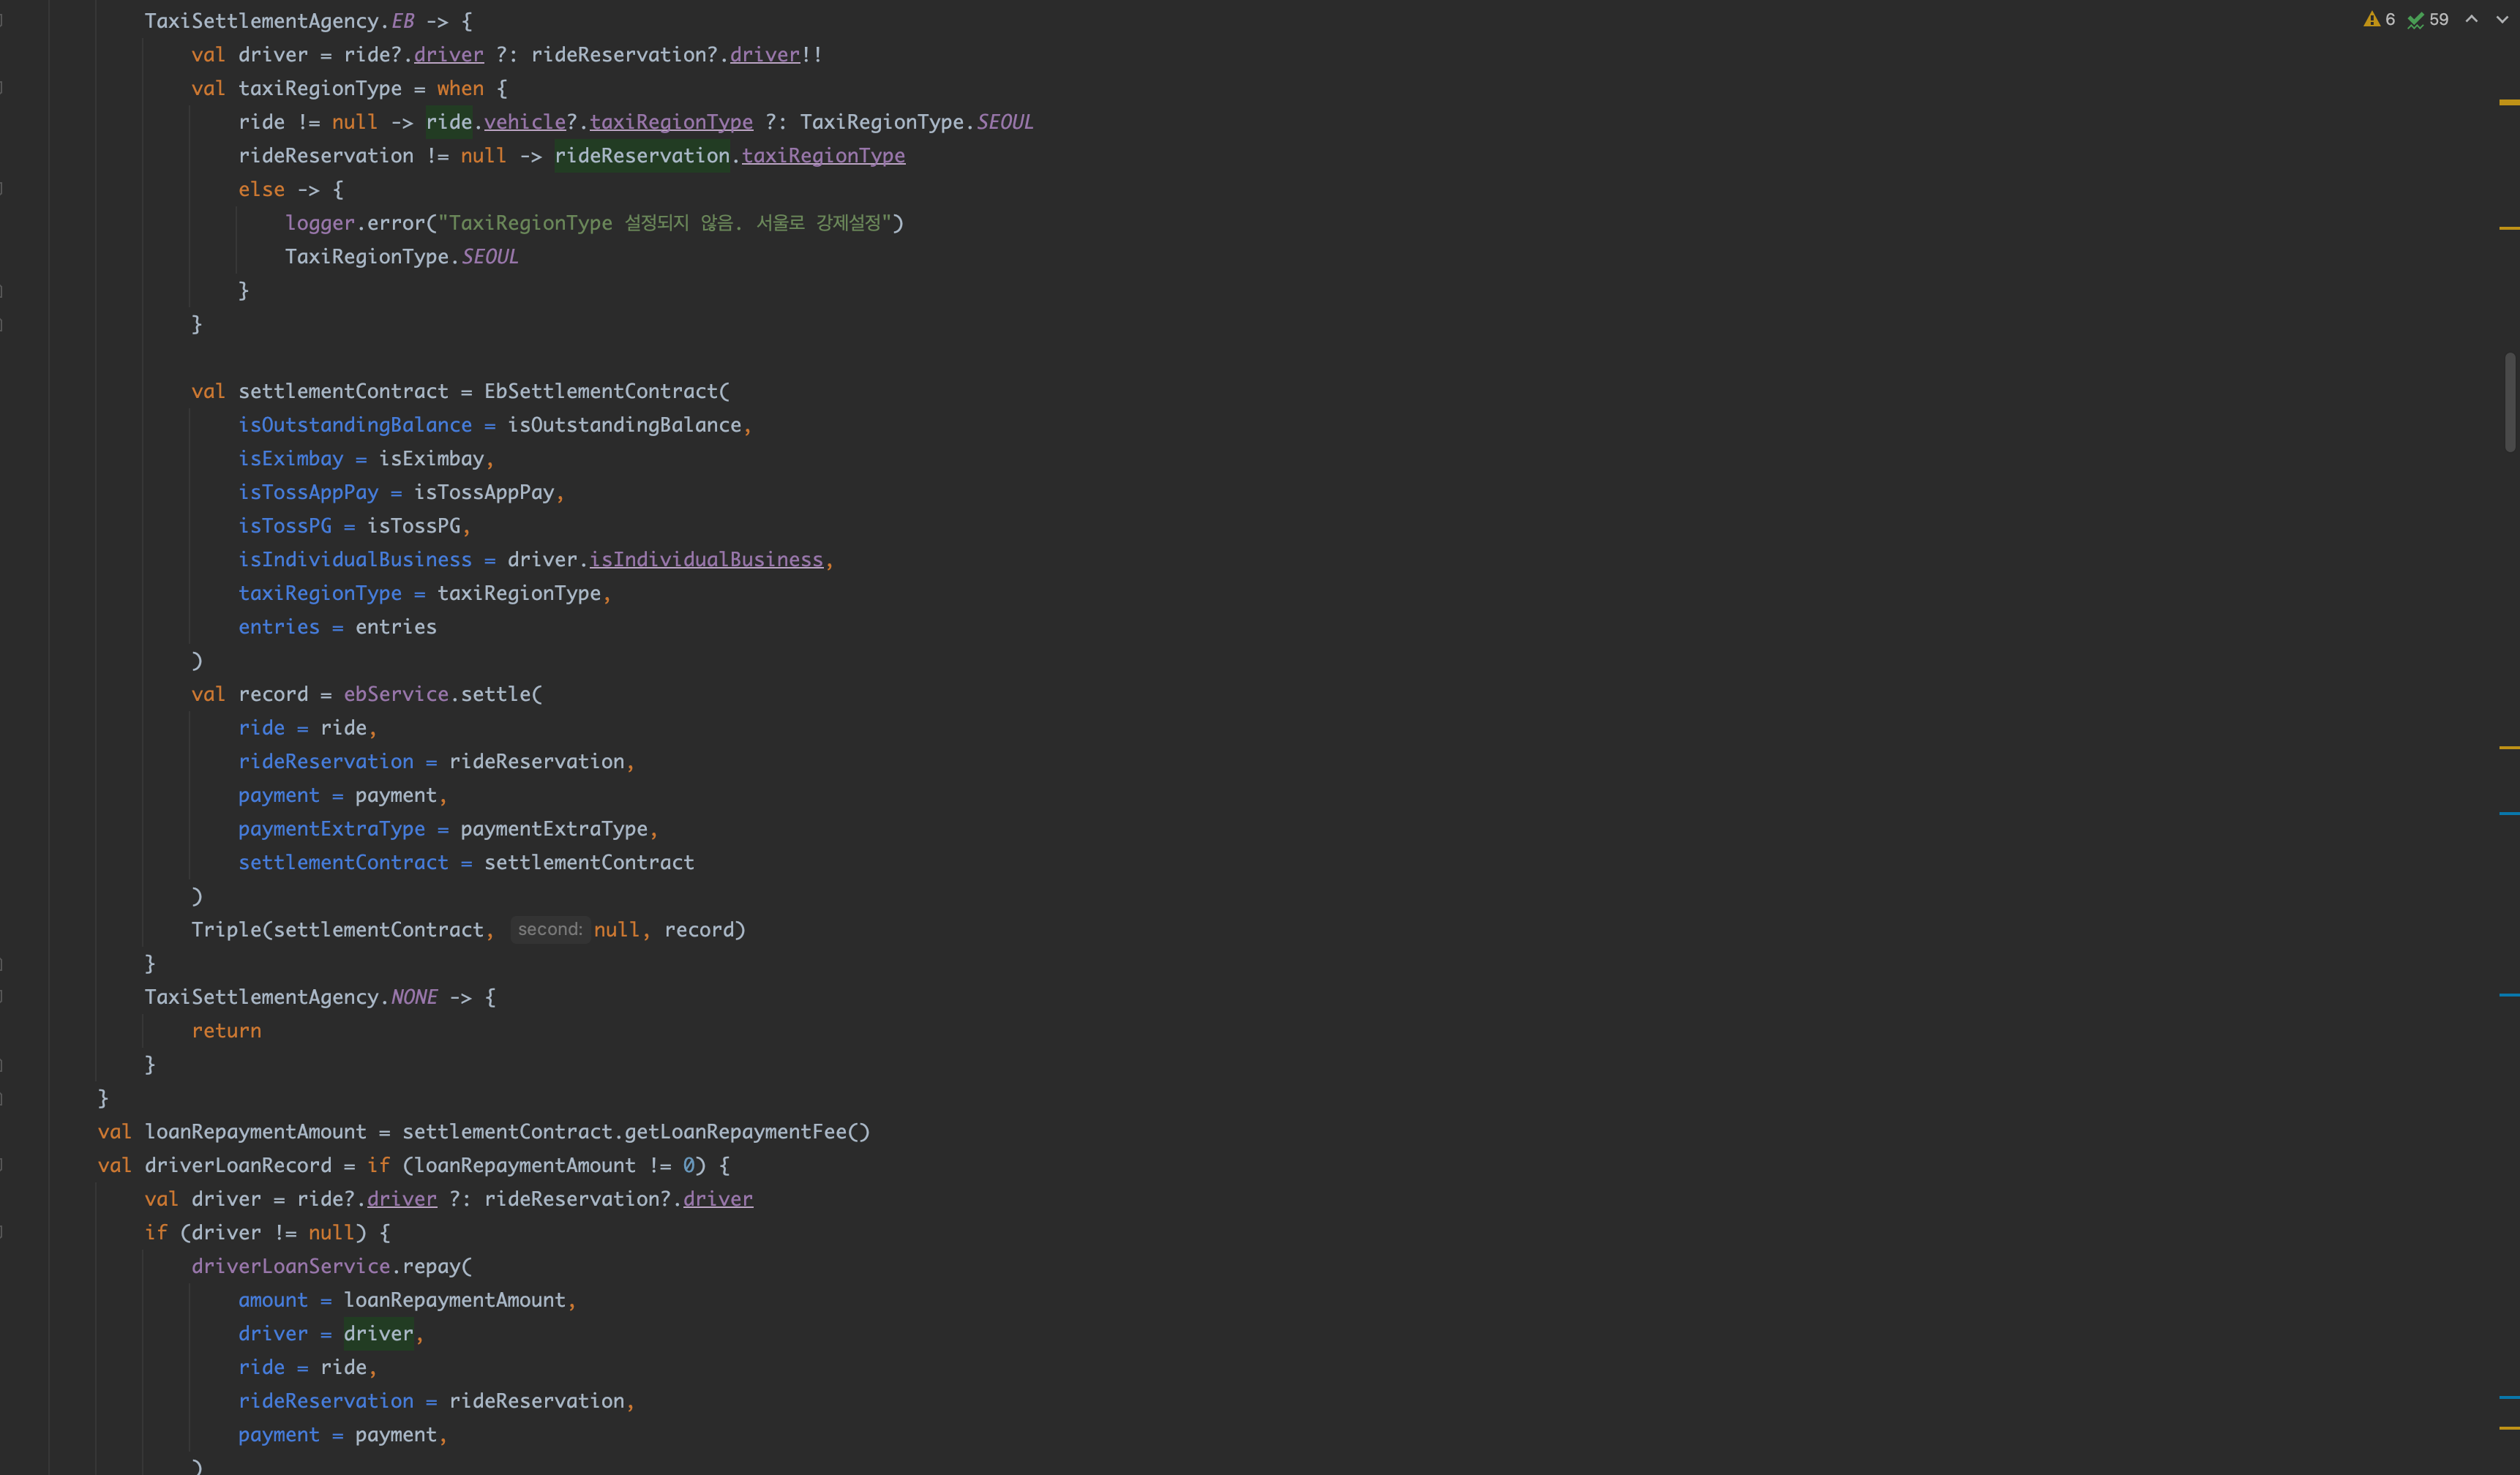 TaxiSettlementAgency.EB -> {
6 59
val driver = ride?.driver ?: rideReservation?.driver!!
val taxiRegionType = when {
ride != null -> ride.vehicle?.taxiRegionType ?: TaxiRegionType.SEOUL
rideReservation != null -> rideReservation.taxiRegionType
else -> {
logger.error("TaxiRegionType 설정되지 않음. 서울로 강제설정")
TaxiRegionType.SEOUL
}
}
val settlementContract = EbSettlementContract(
isOutstandingBalance = isOutstandingBalance,
isEximbay = isEximbay,
isTossAppPay = isTossAppPay,
isTossPG = isTossPG,
isIndividualBusiness = driver.isIndividualBusiness,
taxiRegionType = taxiRegionType,
entries = entries
)
val record = ebService.settle(
ride = ride,
rideReservation = rideReservation,
payment = payment,
paymentExtraType = paymentExtraType,
settlementContract = settlementContract
)
Triple(settlementContract, second: null, record)
}
TaxiSettlementAgency.NONE -> {
return
}
}
val loanRepaymentAmount = settlementContract.getLoanRepaymentFee()
val driverLoanRecord = if (loanRepaymentAmount != 0) {
val driver = ride?.driver ?: rideReservation?.driver
if (driver != null) {
driverLoanService.repay(
amount = loanRepaymentAmount,
driver = driver,
ride = ride,
rideReservation = rideReservation,
payment = payment,
)